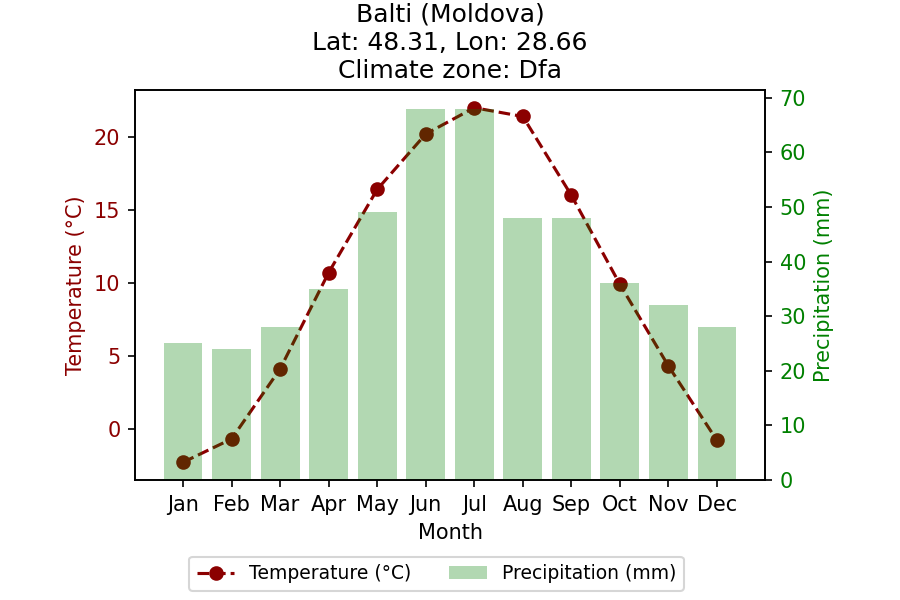 Balti (Moldova)
Lat: 48.31, Lon: 28.66
Climate zone: Dfa
Temperature (°C)
20
15
10
5
0
70
60
50
40
30
20
10
0
Precipitation (mm)
Jan Feb Mar Apr May Jun Jul Aug Sep Oct Nov Dec
Month
Temperature (°C) Precipitation (mm)